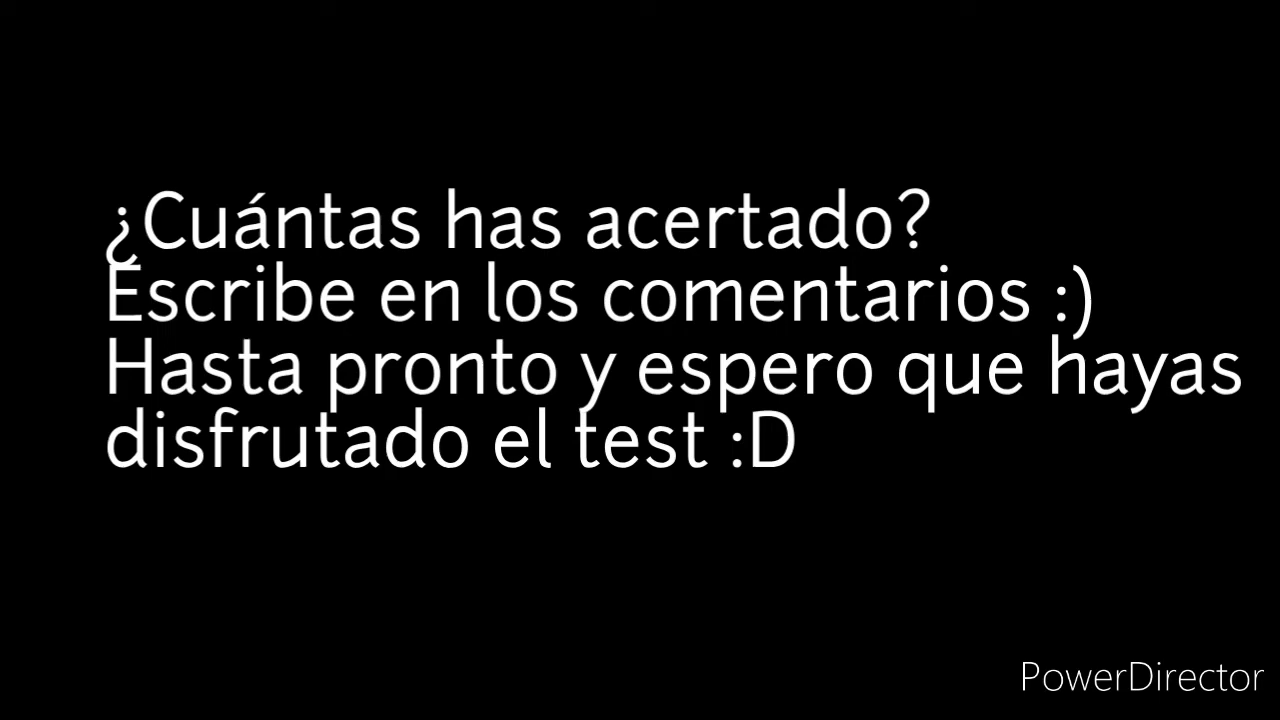 ¿Cuántas has acertado?
Escribe en los comentarios :)
Hasta pronto y espero que hayas
disfrutado el test :D
PowerDirector